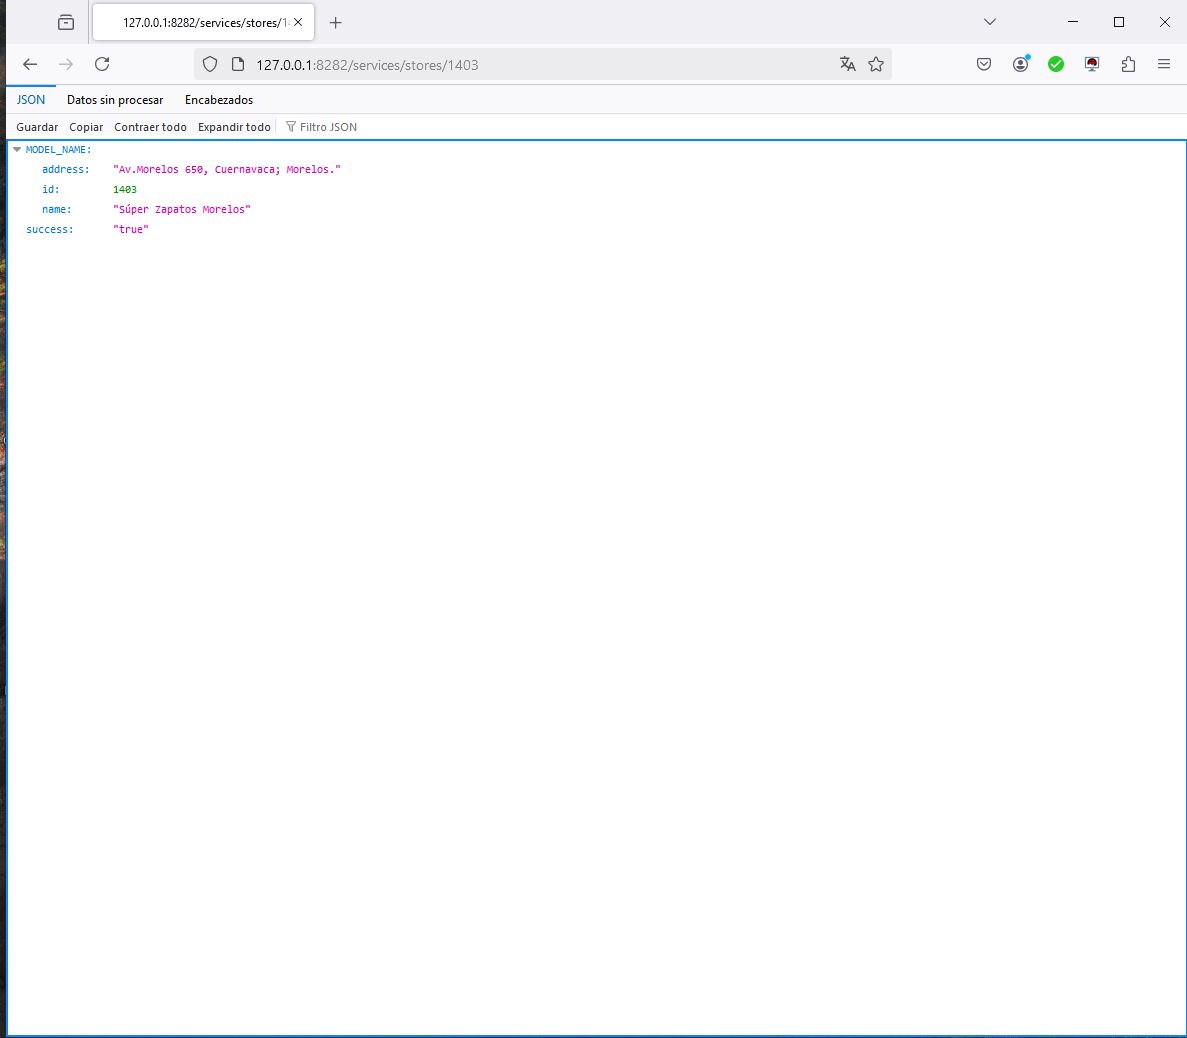 127.0.0.1:8282/services/stores/1
127.0.0.1:8282/services/stores/1403
JSON Datos sin procesar Encabezados
Guardar Copiar Contraer todo Expandir todo Filtro JSON
MODEL_NAME:
address: "Av.Morelos 650, Cuernavaca; Morelos."
id: 1403
name: "Súper Zapatos Morelos"
success: "true"